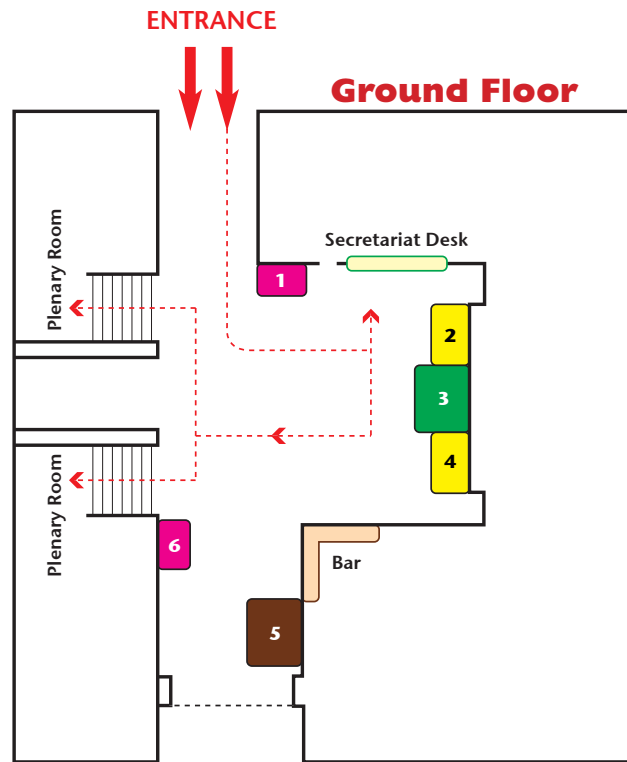 ENTRANCE
Ground Floor
Secretariat Desk
Plenary Room
1
2
3
4
Plenary Room
6
Bar
5